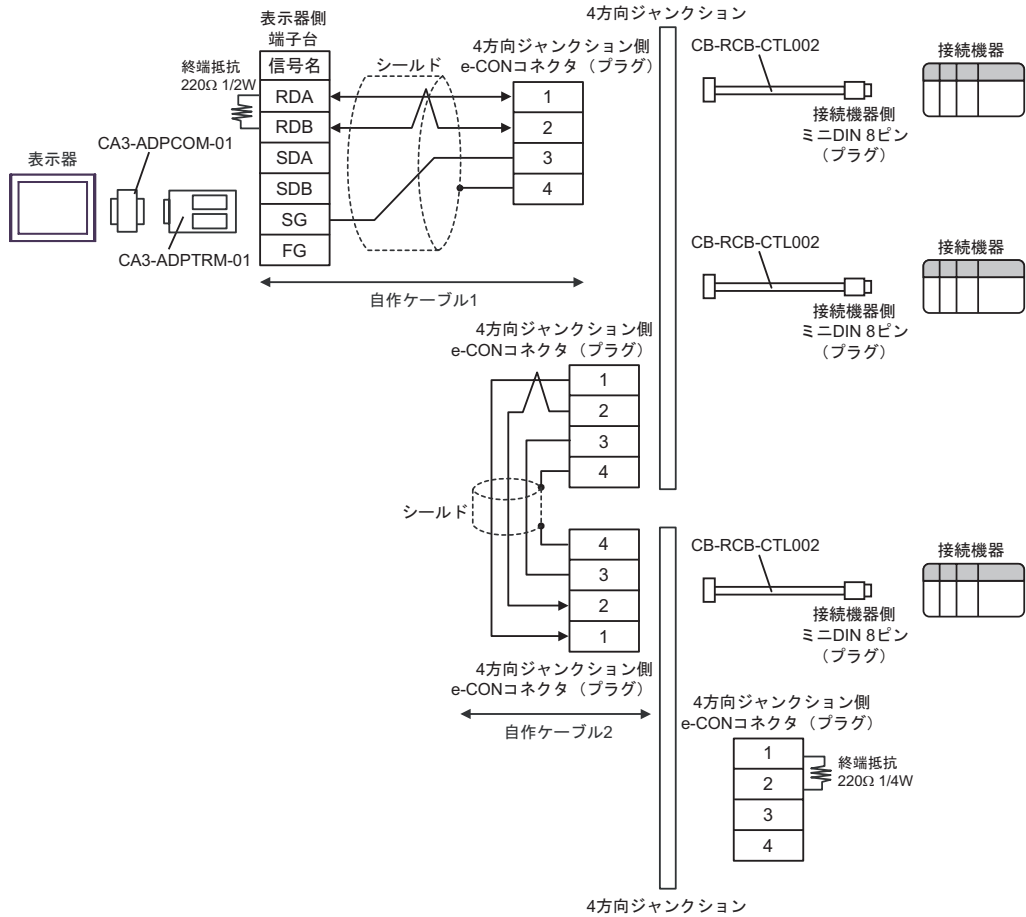 4方向ジャンクション
表示器側
端子台
信号名
RDA
RDB
SDA
SDB
SG
FG
終端抵抗
220Ω 1/2W
シールド
4方向ジャンクション側
e-CONコネクタ（プラグ）
1
2
3
4
表示器
CA3-ADPCOM-01
CA3-ADPTRM-01
自作ケーブル1
CB-RCB-CTL002
接続機器側
ミニDIN 8ピン
（プラグ）
接続機器
CB-RCB-CTL002
接続機器側
ミニDIN 8ピン
（プラグ）
接続機器
4方向ジャンクション側
e-CONコネクタ（プラグ）
1
2
3
4
シールド
4
3
2
1
4方向ジャンクション側
e-CONコネクタ（プラグ）
自作ケーブル2
CB-RCB-CTL002
接続機器側
ミニDIN 8ピン
（プラグ）
接続機器
4方向ジャンクション側
e-CONコネクタ（プラグ）
1
2
3
4
終端抵抗
220Ω 1/4W
4方向ジャンクション